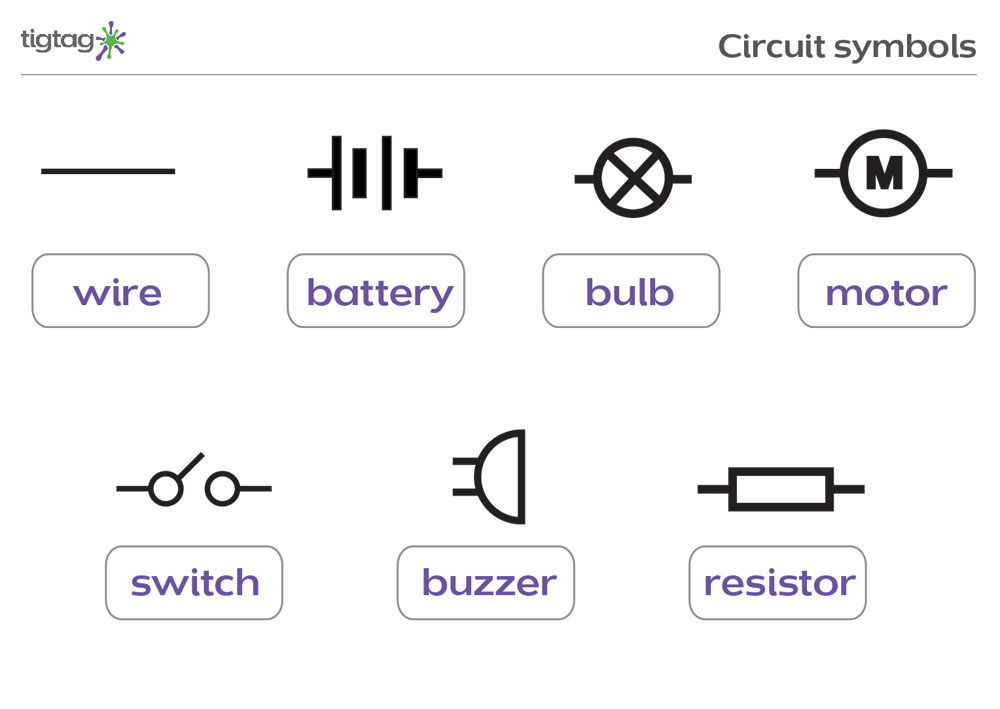 tigtag
Circuit symbols
M
wire
battery
bulb
motor
switch
buzzer
resistor